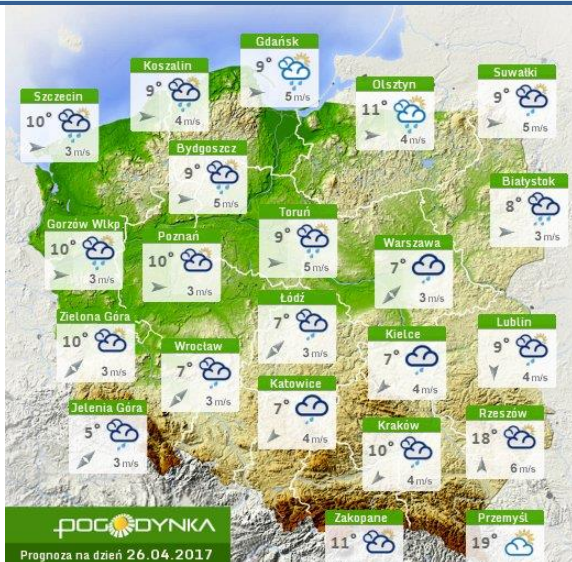 Gdańsk
9°
5 m/s
Koszalin
9°
4 m/s
Suwałki
9°
5 m/s
Olsztyn
11°
4 m/s
Szczecin
10°
3 m/s
Bydgoszcz
9°
5 m/s
Białystok
8°
3 m/s
Toruń
9°
5 m/s
Gorzów Wlkp
10°
3 m/s
Poznań
10°
3 m/s
Warszawa
7°
3 m/s
Łódź
7°
3 m/s
Zielona Góra
10°
3 m/s
Lublin
9°
4 m/s
Kielce
7°
4 m/s
Wrocław
7°
3 m/s
Katowice
7°
4 m/s
Jelenia Góra
5°
3 m/s
Rzeszów
18°
6 m/s
Kraków
10°
4 m/s
Zakopane
11°
Przemyśl
19°
POGODYNKA
Prognoza na dzień 26.04.2017